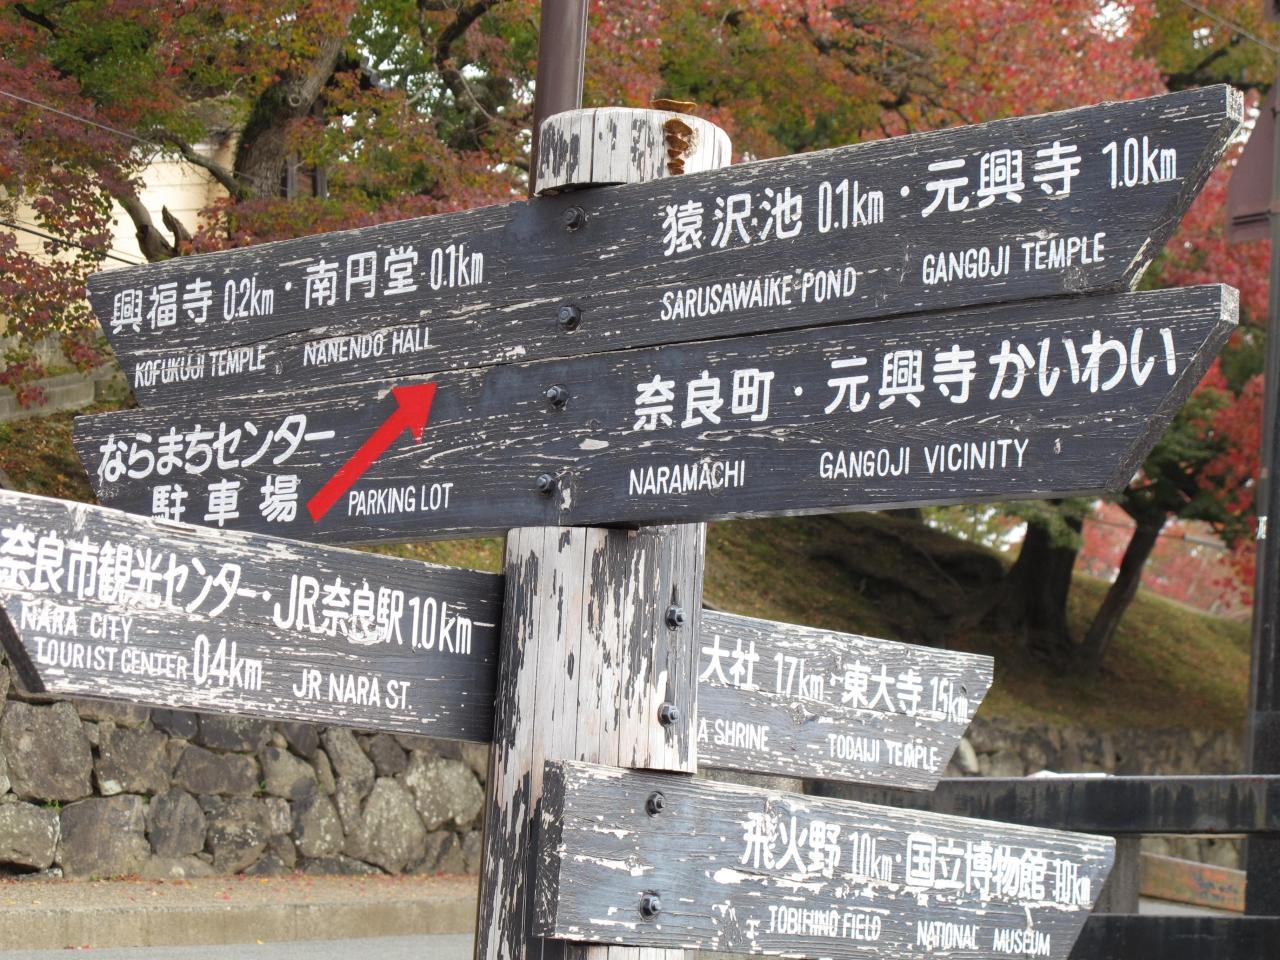 興福寺 0.2km・南円堂 0.1km
KOFUKUJI TEMPLE NANENDO HALL
猿沢池 0.1km・元興寺 1.0km
SARUSAWAIKE POND GANGOJI TEMPLE
ならまちセンター
駐車場 PARKING LOT
奈良町・元興寺かいわい
NARAMACHI GANGOJI VICINITY
奈良市観光センター・JR奈良駅 1.0km
NARA CITY
TOURIST CENTER 0.4km JR NARA ST.
大社 1.7km・東大寺 1.5km
A SHRINE TODAIJI TEMPLE
飛火野 1.0km・国立博物館 1.0km
TOBIHINO FIELD NATIONAL MUSEUM